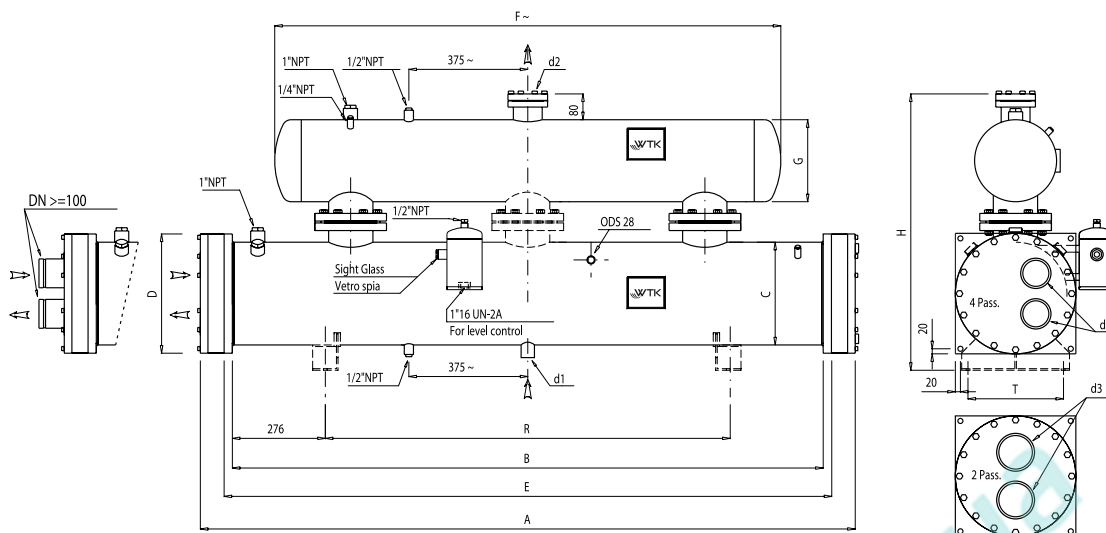 F ~
375 ~
1"NPT
1/2"NPT
d2
1/4"NPT
80
WTK
G
H
DN >=100
1"NPT
1/2"NPT
ODS 28
D
Sight Glass
Vetro spia
C
WTK
1"16 UN-2A
For level control
4 Pass.
20
1/2"NPT
375 ~
d1
20
T
d3
276
R
B
2 Pass.
E
A